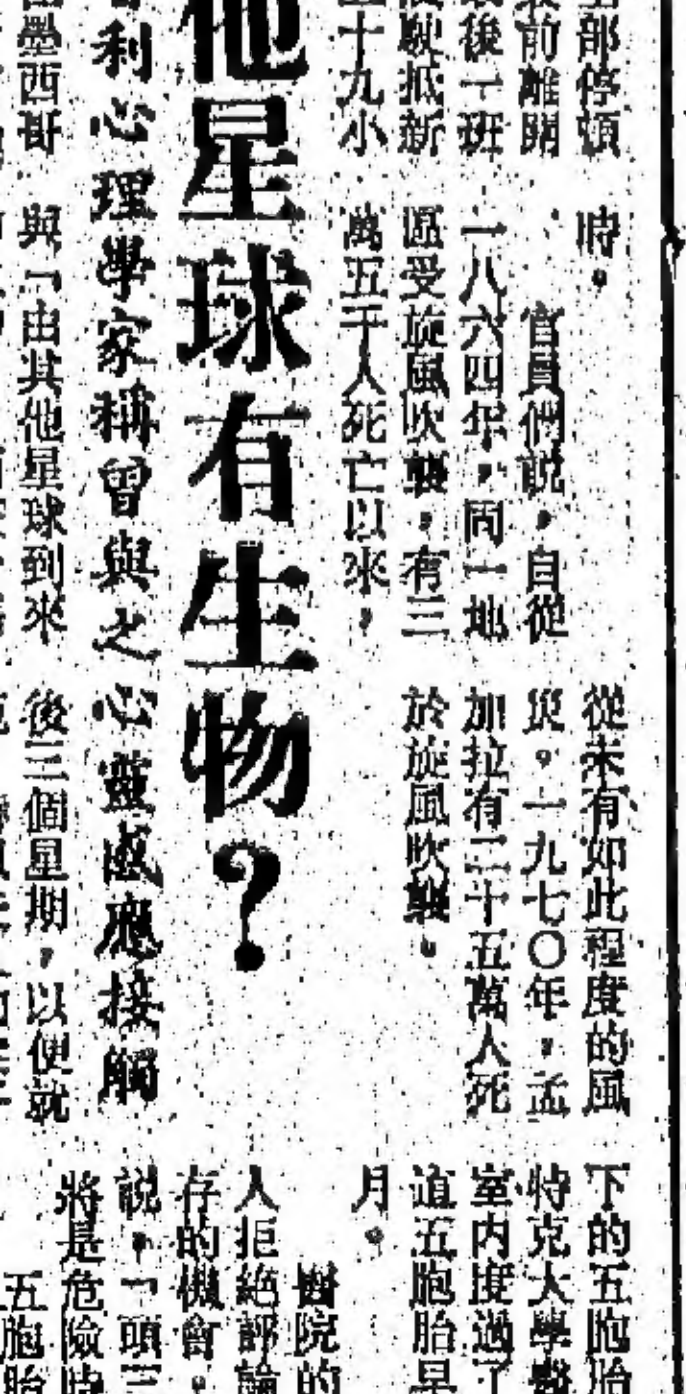 全部停頓
前離開
後一班
駛抵新
十九小
時。
官員們說，自從
一八六四年，同一地
區受旋風吹襲，有三
萬五千人死亡以來，
從未有如此程度的風
災。一九七〇年，孟
加拉有二十五萬人死
於旋風吹襲。
他星球有生物？
利心理學家稱曾與之心靈感應接觸
墨西哥
與「由其他星球到來
後三個星期，以便就
下的五胞胎
特克大學醫
室內度過了
道五胞胎早
月。
醫院的
人拒絕評論
存的機會。
說，「頭三
將是危險時
五胞胎